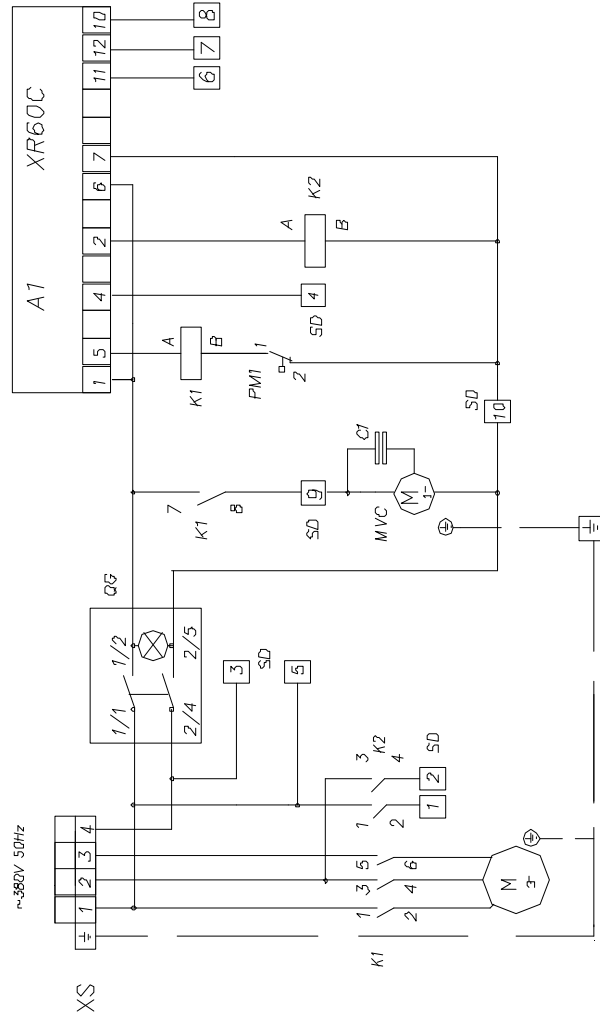 ~380V 50Hz
A1 XR60C
XS
1 2 3 4
1 5 4 2 6 7 11 12 10
QG
1/1 1/2
2/4 2/5
6 7 8
3 SD 5
7
K1
8
SD 9
C1
MVC
M
1~
A
K1
B
PM1
1
2
SD 4
A
K2
B
SD 10
K1
1 3 5
2 4 6
1 3
K2
2 4
SD
1 2
M
3~